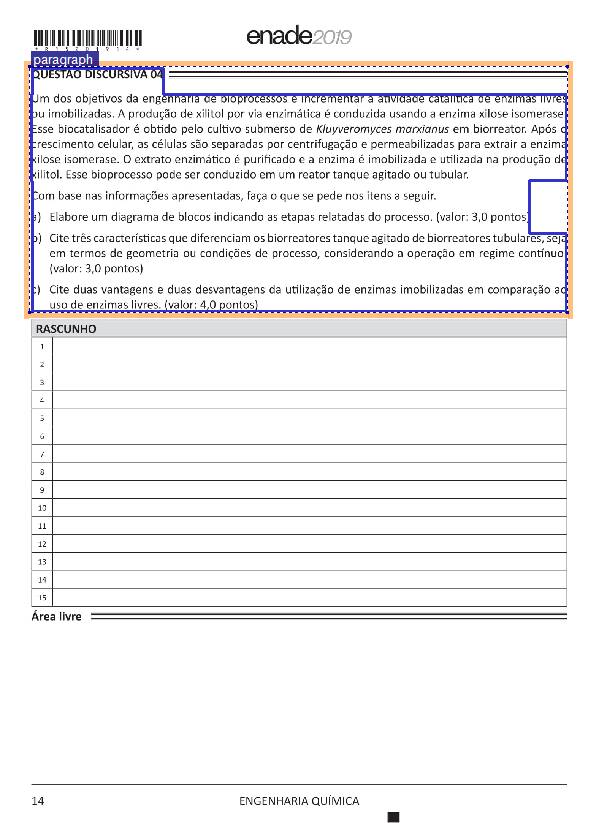 enade2019
paragraph
QUESTÃO DISCURSIVA 04
Um dos objetivos da engenharia de bioprocessos é incrementar a atividade catalítica de enzimas livres
ou imobilizadas. A produção de xilitol por via enzimática é conduzida usando a enzima xilose isomerase
Esse biocatalisador é obtido pelo cultivo submerso de Kluyveromyces marxianus em biorreator. Após o
crescimento celular, as células são separadas por centrifugação e permeabilizadas para extrair a enzima
xilose isomerase. O extrato enzimático é purificado e a enzima é imobilizada e utilizada na produção de
xilitol. Esse bioprocesso pode ser conduzido em um reator tanque agitado ou tubular.
Com base nas informações apresentadas, faça o que se pede nos itens a seguir.
a) Elabore um diagrama de blocos indicando as etapas relatadas do processo. (valor: 3,0 pontos)
b) Cite três características que diferenciam os biorreatores tanque agitado de biorreatores tubulares, seja
em termos de geometria ou condições de processo, considerando a operação em regime contínuo
(valor: 3,0 pontos)
c) Cite duas vantagens e duas desvantagens da utilização de enzimas imobilizadas em comparação ao
uso de enzimas livres. (valor: 4,0 pontos)
RASCUNHO
1
2
3
4
5
6
7
8
9
10
11
12
13
14
15
Área livre
14 ENGENHARIA QUÍMICA